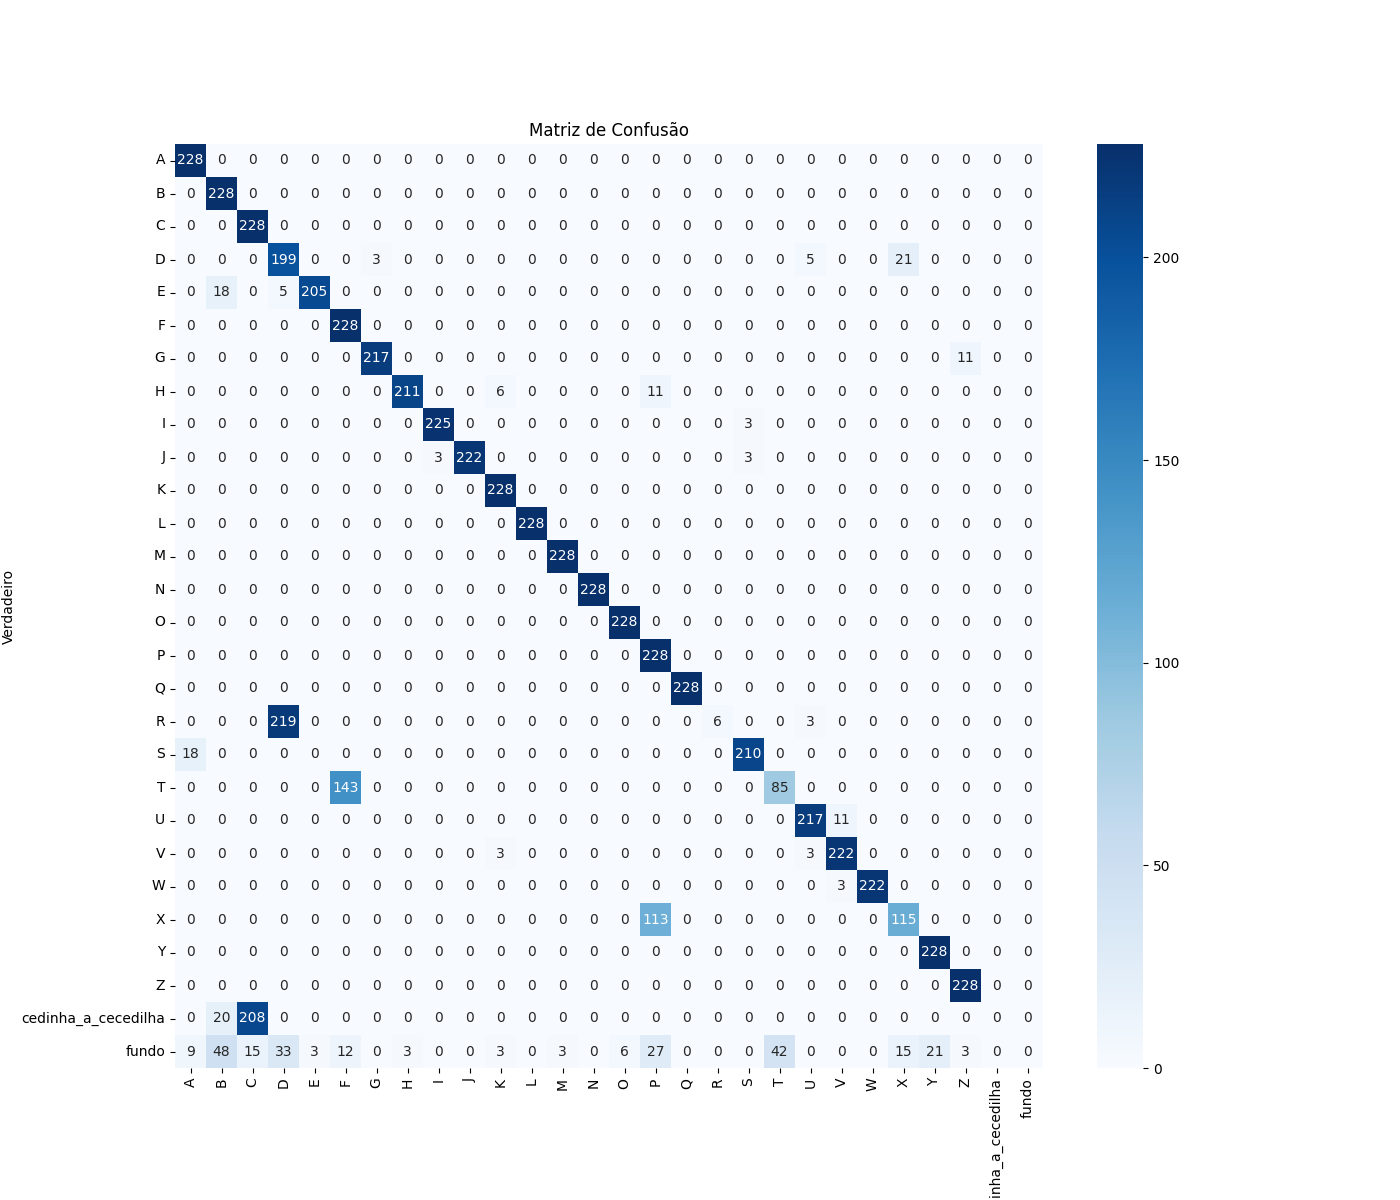 Matriz de Confusão
A 228 0 0 0 0 0 0 0 0 0 0 0 0 0 0 0 0 0 0 0 0 0 0 0 0 0 0 0
B 0 228 0 0 0 0 0 0 0 0 0 0 0 0 0 0 0 0 0 0 0 0 0 0 0 0 0 0
C 0 0 228 0 0 0 0 0 0 0 0 0 0 0 0 0 0 0 0 0 0 0 0 0 0 0 0 0
D 0 0 0 199 0 0 3 0 0 0 0 0 0 0 0 0 0 0 0 0 5 0 0 21 0 0 0 0
E 0 18 0 5 205 0 0 0 0 0 0 0 0 0 0 0 0 0 0 0 0 0 0 0 0 0 0 0
F 0 0 0 0 0 228 0 0 0 0 0 0 0 0 0 0 0 0 0 0 0 0 0 0 0 0 0 0
G 0 0 0 0 0 0 217 0 0 0 0 0 0 0 0 0 0 0 0 0 0 0 0 0 0 11 0 0
H 0 0 0 0 0 0 0 211 0 0 6 0 0 0 0 11 0 0 0 0 0 0 0 0 0 0 0 0
I 0 0 0 0 0 0 0 0 225 0 0 0 0 0 0 0 0 0 3 0 0 0 0 0 0 0 0 0
J 0 0 0 0 0 0 0 0 3 222 0 0 0 0 0 0 0 0 3 0 0 0 0 0 0 0 0 0
K 0 0 0 0 0 0 0 0 0 0 228 0 0 0 0 0 0 0 0 0 0 0 0 0 0 0 0 0
L 0 0 0 0 0 0 0 0 0 0 0 228 0 0 0 0 0 0 0 0 0 0 0 0 0 0 0 0
M 0 0 0 0 0 0 0 0 0 0 0 0 228 0 0 0 0 0 0 0 0 0 0 0 0 0 0 0
N 0 0 0 0 0 0 0 0 0 0 0 0 0 228 0 0 0 0 0 0 0 0 0 0 0 0 0 0
O 0 0 0 0 0 0 0 0 0 0 0 0 0 0 228 0 0 0 0 0 0 0 0 0 0 0 0 0
P 0 0 0 0 0 0 0 0 0 0 0 0 0 0 0 228 0 0 0 0 0 0 0 0 0 0 0 0
Q 0 0 0 0 0 0 0 0 0 0 0 0 0 0 0 0 228 0 0 0 0 0 0 0 0 0 0 0
R 0 0 0 219 0 0 0 0 0 0 0 0 0 0 0 0 0 6 0 0 3 0 0 0 0 0 0 0
S 18 0 0 0 0 0 0 0 0 0 0 0 0 0 0 0 0 0 210 0 0 0 0 0 0 0 0 0
T 0 0 0 0 0 143 0 0 0 0 0 0 0 0 0 0 0 0 0 85 0 0 0 0 0 0 0 0
U 0 0 0 0 0 0 0 0 0 0 0 0 0 0 0 0 0 0 0 0 217 11 0 0 0 0 0 0
V 0 0 0 0 0 0 0 0 0 0 3 0 0 0 0 0 0 0 0 0 3 222 0 0 0 0 0 0
W 0 0 0 0 0 0 0 0 0 0 0 0 0 0 0 0 0 0 0 0 0 3 222 0 0 0 0 0
X 0 0 0 0 0 0 0 0 0 0 0 0 0 0 0 113 0 0 0 0 0 0 0 115 0 0 0 0
Y 0 0 0 0 0 0 0 0 0 0 0 0 0 0 0 0 0 0 0 0 0 0 0 0 228 0 0 0
Z 0 0 0 0 0 0 0 0 0 0 0 0 0 0 0 0 0 0 0 0 0 0 0 0 0 228 0 0
cedinha_a_cecedilha 0 20 208 0 0 0 0 0 0 0 0 0 0 0 0 0 0 0 0 0 0 0 0 0 0 0 0 0
fundo 9 48 15 33 3 12 0 3 0 0 3 0 3 0 6 27 0 0 0 42 0 0 0 15 21 3 0 0
A B C D E F G H I J K L M N O P Q R S T U V W X Y Z inha_a_cecedilha fundo
Verdadeiro
200
150
100
50
0